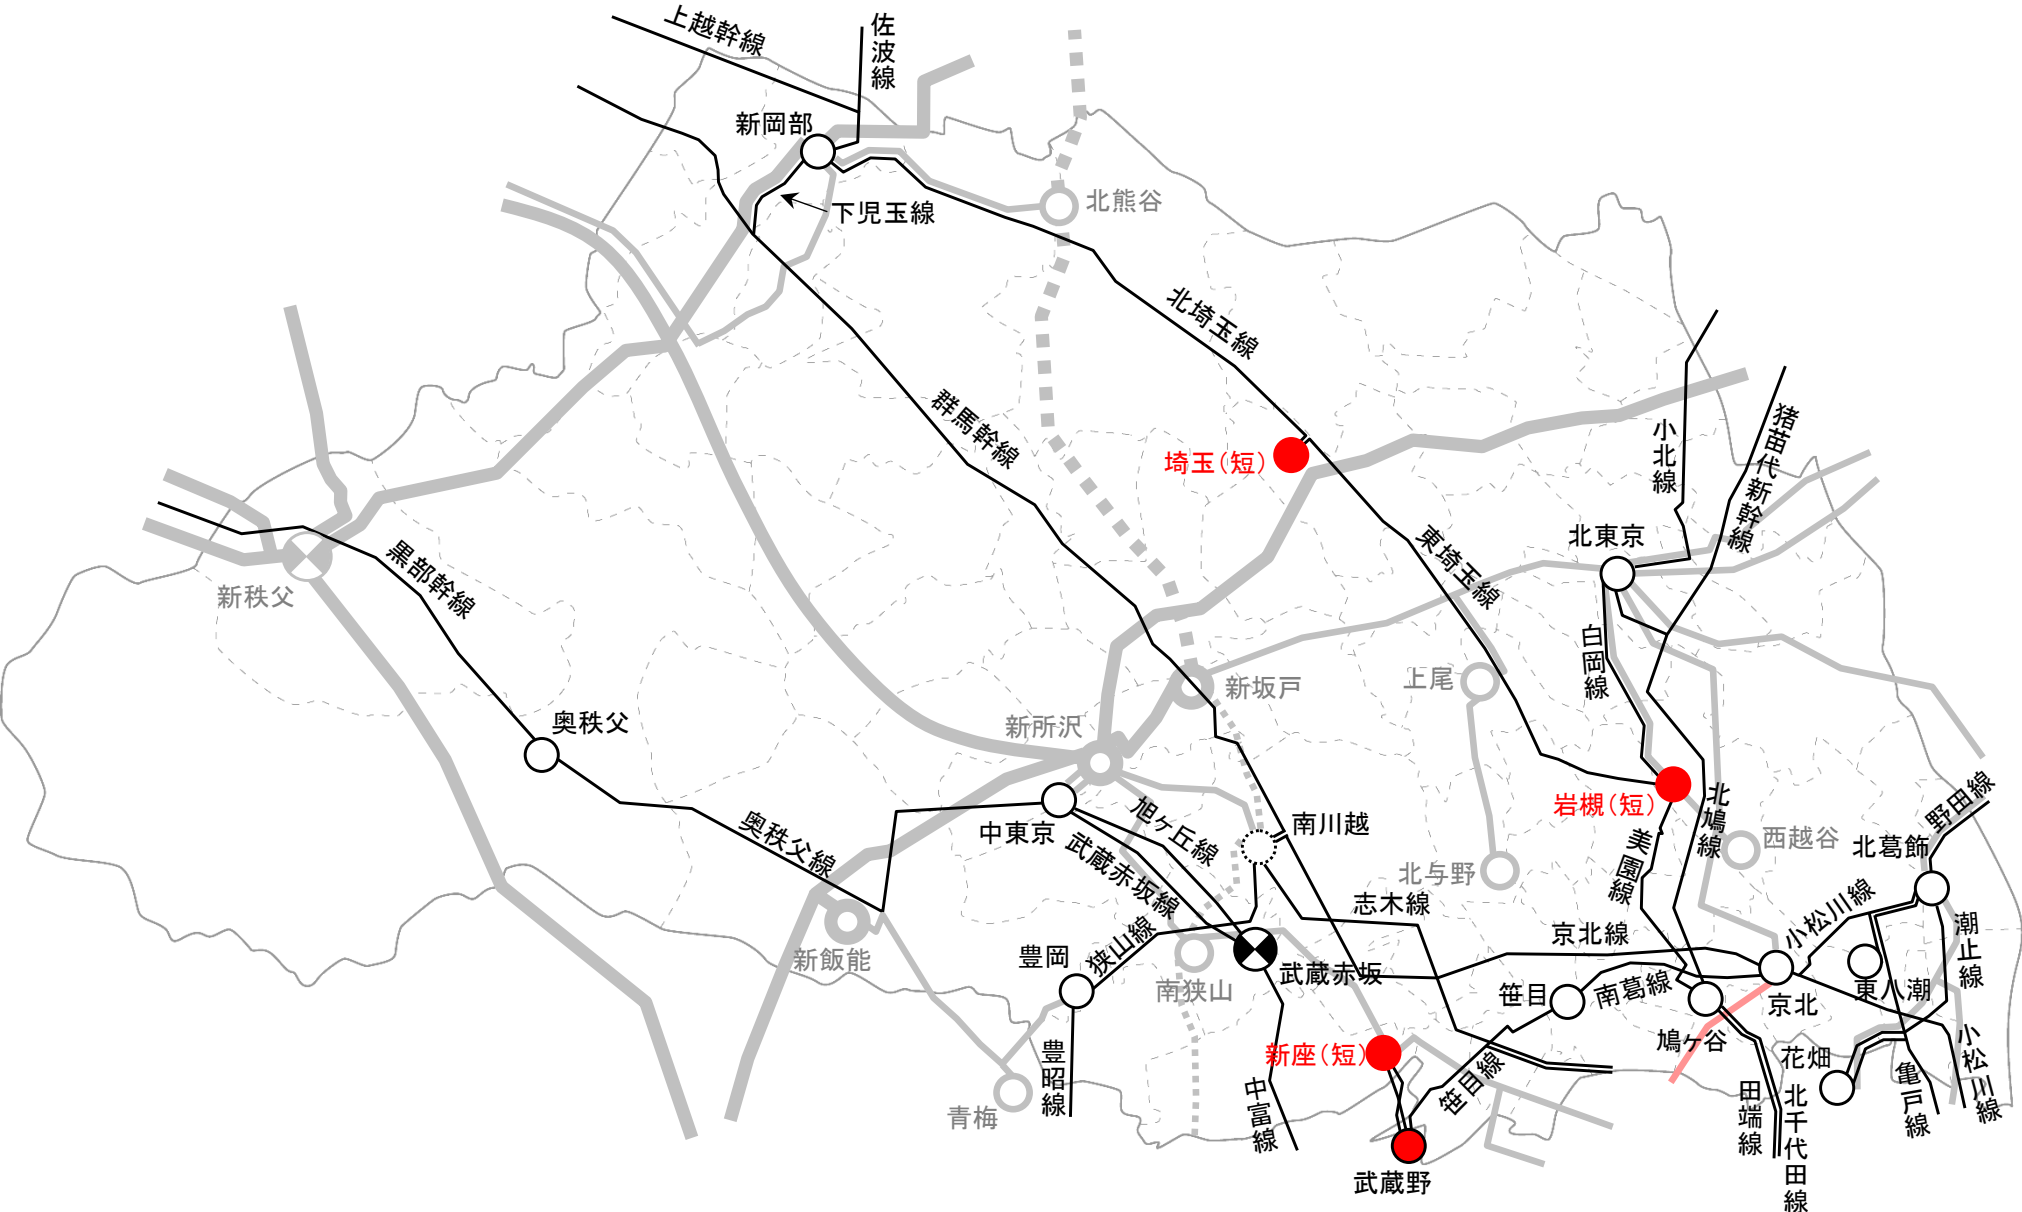 上越幹線
佐波線
新岡部
下児玉線
北熊谷
北埼玉線
群馬幹線
埼玉（短）
小北線
猪苗代新幹線
北東京
東埼玉線
黒部幹線
新秩父
白岡線
新坂戸
上尾
新所沢
奥秩父
奥秩父線
中東京
旭ヶ丘線
武蔵赤坂線
南川越
岩槻（短）
北鳩線
美園線
西越谷
北葛飾
野田線
北与野
志木線
京北線
小松川線
潮止線
新飯能
豊岡
狭山線
南狭山
武蔵赤坂
笹目
南葛線
京北
東八潮
鳩ヶ谷
花畑
新座（短）
笹目線
豊昭線
青梅
中富線
武蔵野
田端線
北千代田線
亀戸線
小松川線